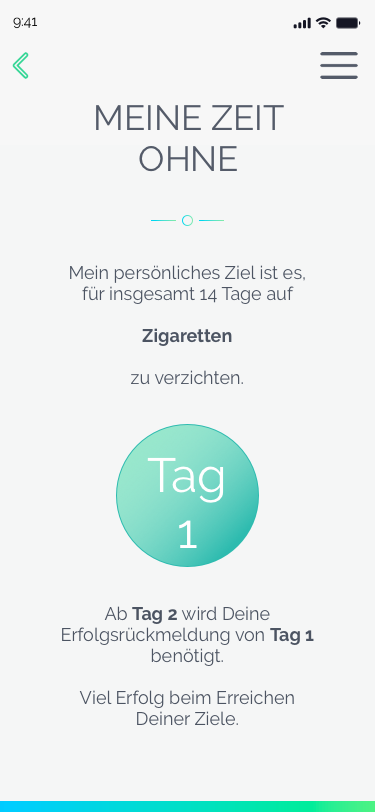 9:41
MEINE ZEIT
OHNE
Mein persönliches Ziel ist es,
für insgesamt 14 Tage auf
Zigaretten
zu verzichten.
Tag
1
Ab Tag 2 wird Deine
Erfolgsrückmeldung von Tag 1
benötigt.
Viel Erfolg beim Erreichen
Deiner Ziele.